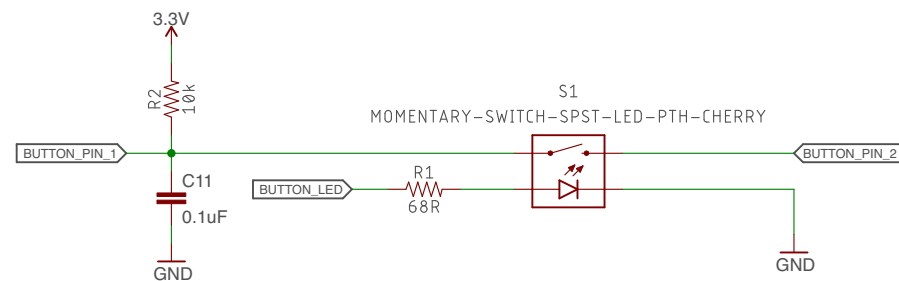 3.3V
R2
10k
S1
MOMENTARY-SWITCH-SPST-LED-PTH-CHERRY
BUTTON_PIN_1
BUTTON_PIN_2
C11
0.1uF
BUTTON_LED
R1
68R
GND
GND